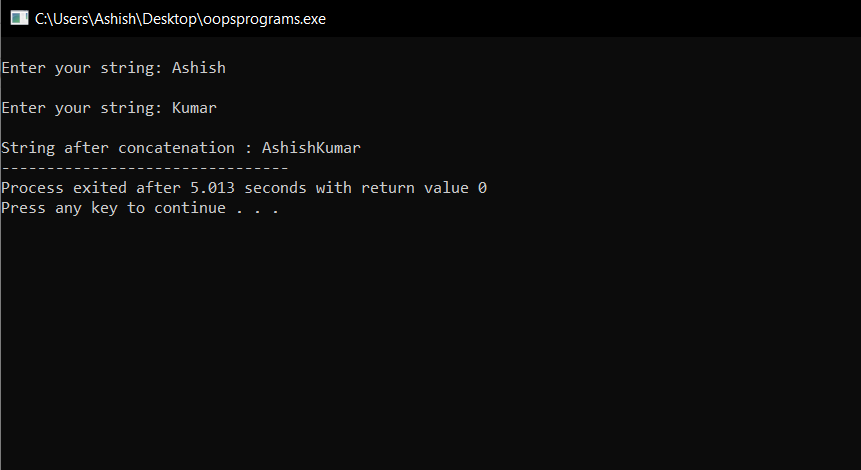 C:\Users\Ashish\Desktop\oopsprograms.exe
Enter your string: Ashish
Enter your string: Kumar
String after concatenation : AshishKumar
--------------------------------
Process exited after 5.013 seconds with return value 0
Press any key to continue . . .